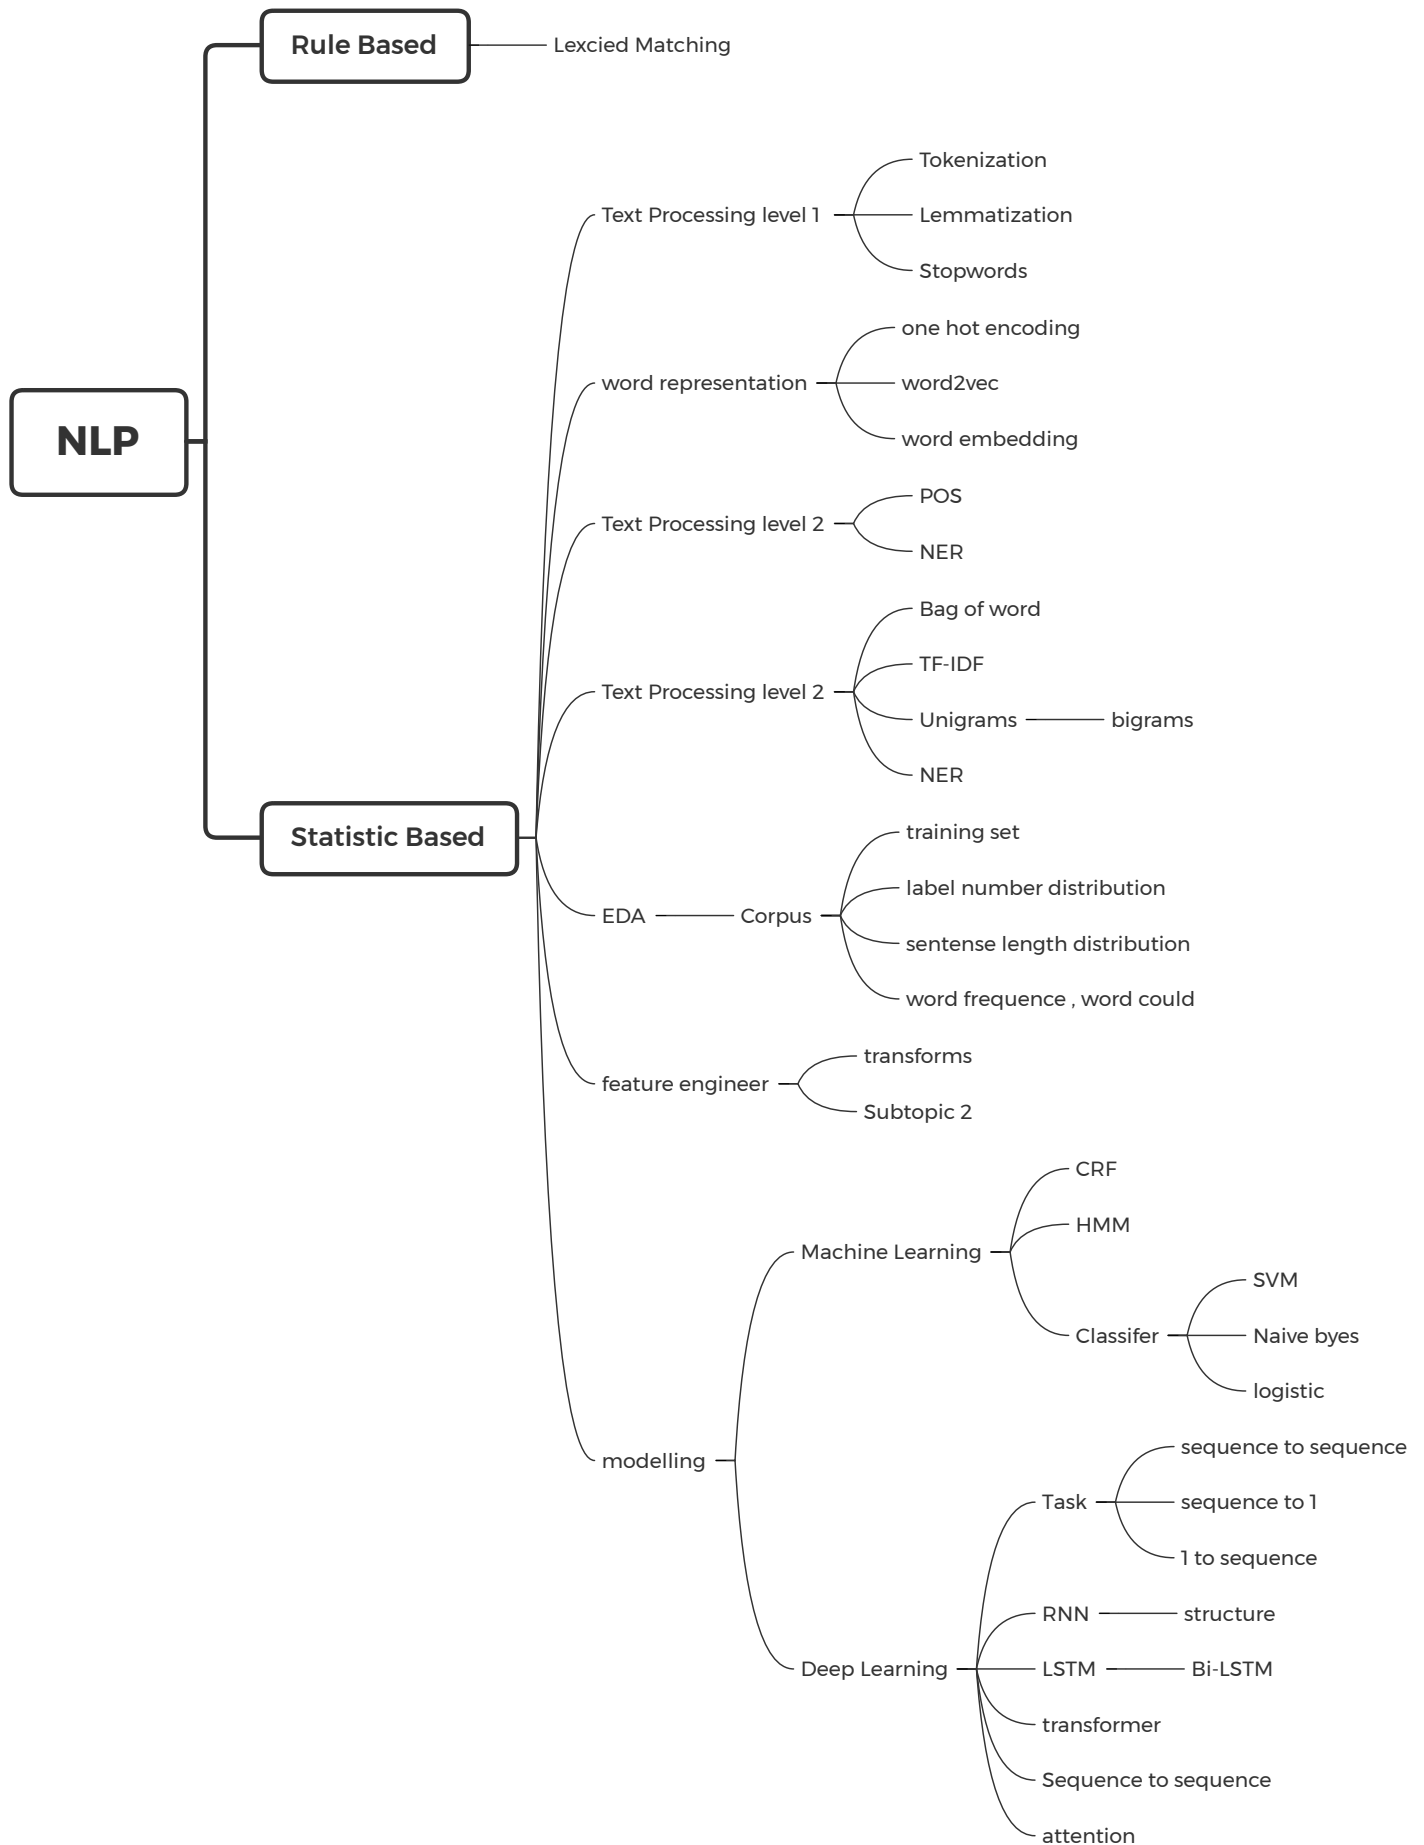 Rule Based
Lexcied Matching
Tokenization
Text Processing level 1
Lemmatization
Stopwords
one hot encoding
word representation
word2vec
word embedding
NLP
POS
Text Processing level 2
NER
Bag of word
TF-IDF
Text Processing level 2
Unigrams
bigrams
NER
Statistic Based
training set
label number distribution
EDA
Corpus
sentense length distribution
word frequence , word could
transforms
feature engineer
Subtopic 2
CRF
HMM
Machine Learning
SVM
Classifer
Naive byes
logistic
modelling
sequence to sequence
Task
sequence to 1
1 to sequence
RNN
structure
Deep Learning
LSTM
Bi-LSTM
transformer
Sequence to sequence
attention